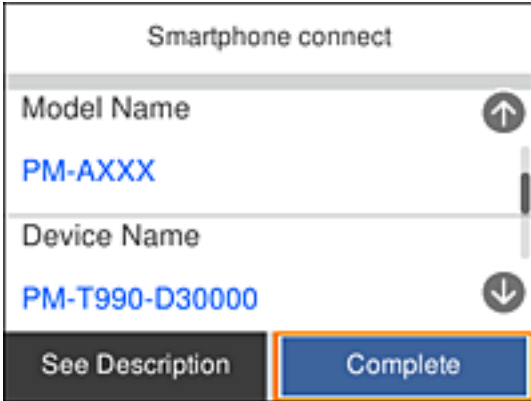 Smartphone connect
Model Name
PM-AXXX
Device Name
PM-T990-D30000
See Description
Complete